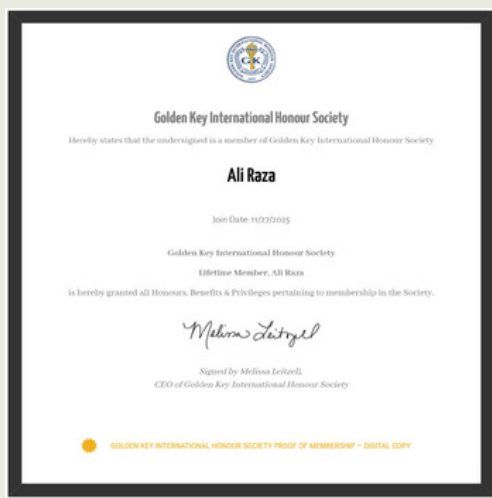 GK
Golden Key International Honour Society
Hereby states that the undersigned is a member of Golden Key International Honour Society
Ali Raza
Join Date: 11/27/2025
Golden Key International Honour Society
Lifetime Member, Ali Raza
is hereby granted all Honours, Benefits & Privileges pertaining to membership in the Society.
Melissa Leitzell
Signed by Melissa Leitzell,
CEO of Golden Key International Honour Society
GOLDEN KEY INTERNATIONAL HONOUR SOCIETY PROOF OF MEMBERSHIP – DIGITAL COPY